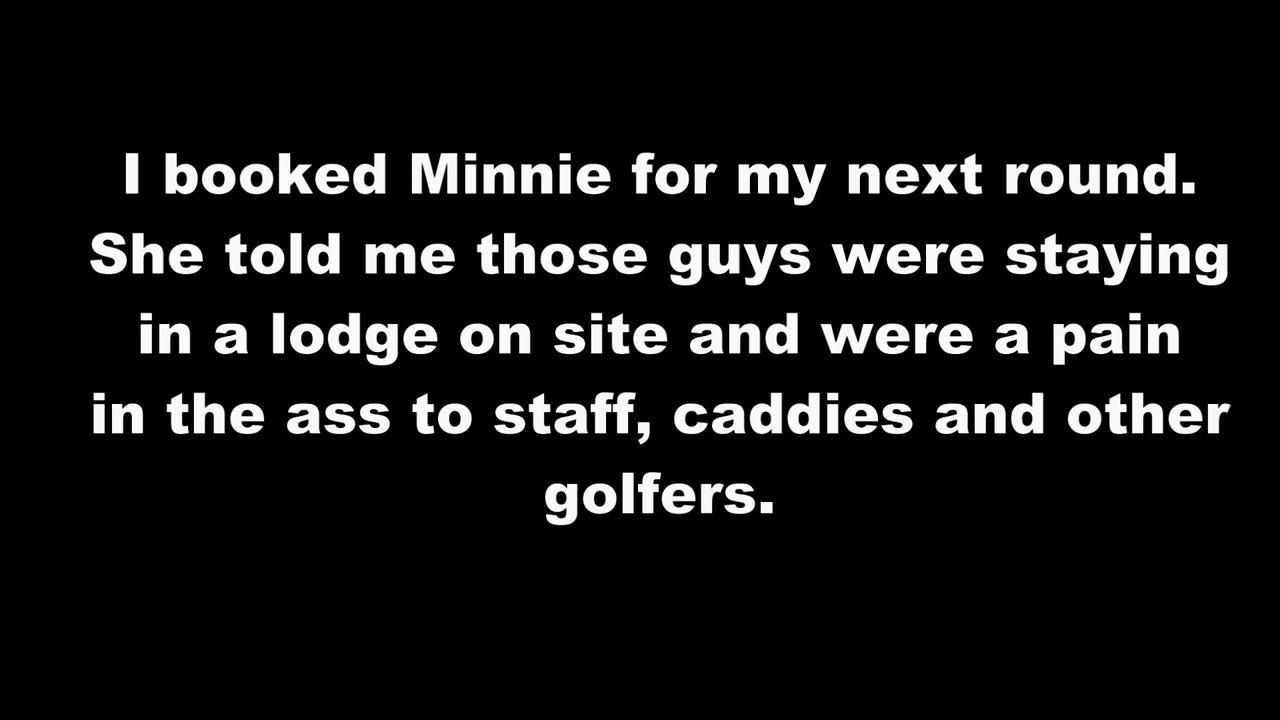 I booked Minnie for my next round.
She told me those guys were staying
in a lodge on site and were a pain
in the ass to staff, caddies and other
golfers.